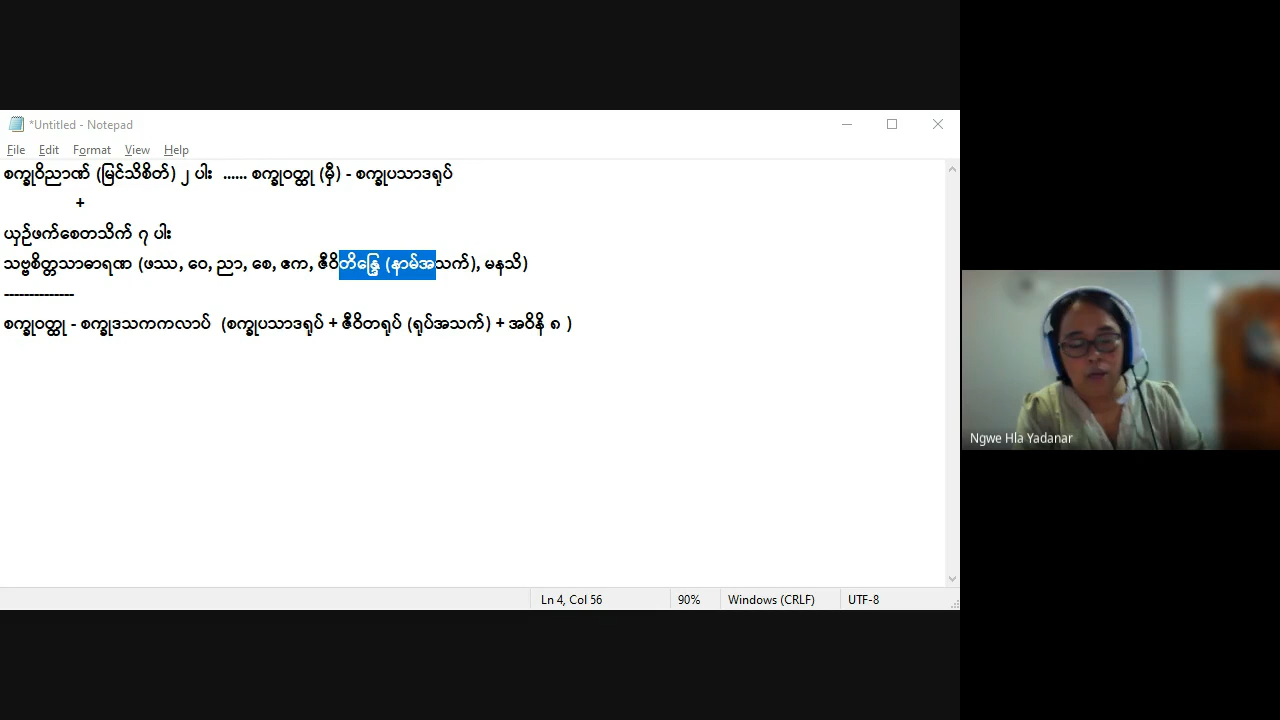 *Untitled - Notepad
File Edit Format View Help
စက္ခုဝိညာဏ် (မြင်သိစိတ်) ၂ ပါး ...... စက္ခုဝတ္ထု (မှီ) - စက္ခုပသာဒရုပ်
+
ယှဉ်ဖက်စေတသိက် ၇ ပါး
သဗ္ဗစိတ္တသာဓာရဏ (ဖဿ, ဝေ, ညာ, စေ, ဧက, ဇီဝိတိန္ဒြေ (နာမ်အသက်), မနသိ)
--------------
စက္ခုဝတ္ထု - စက္ခုဒသကကလာပ် (စက္ခုပသာဒရုပ် + ဇီဝိတရုပ် (ရုပ်အသက်) + အဝိနိ ၈ )
Ln 4, Col 56 90% Windows (CRLF) UTF-8
Ngwe Hla Yadanar